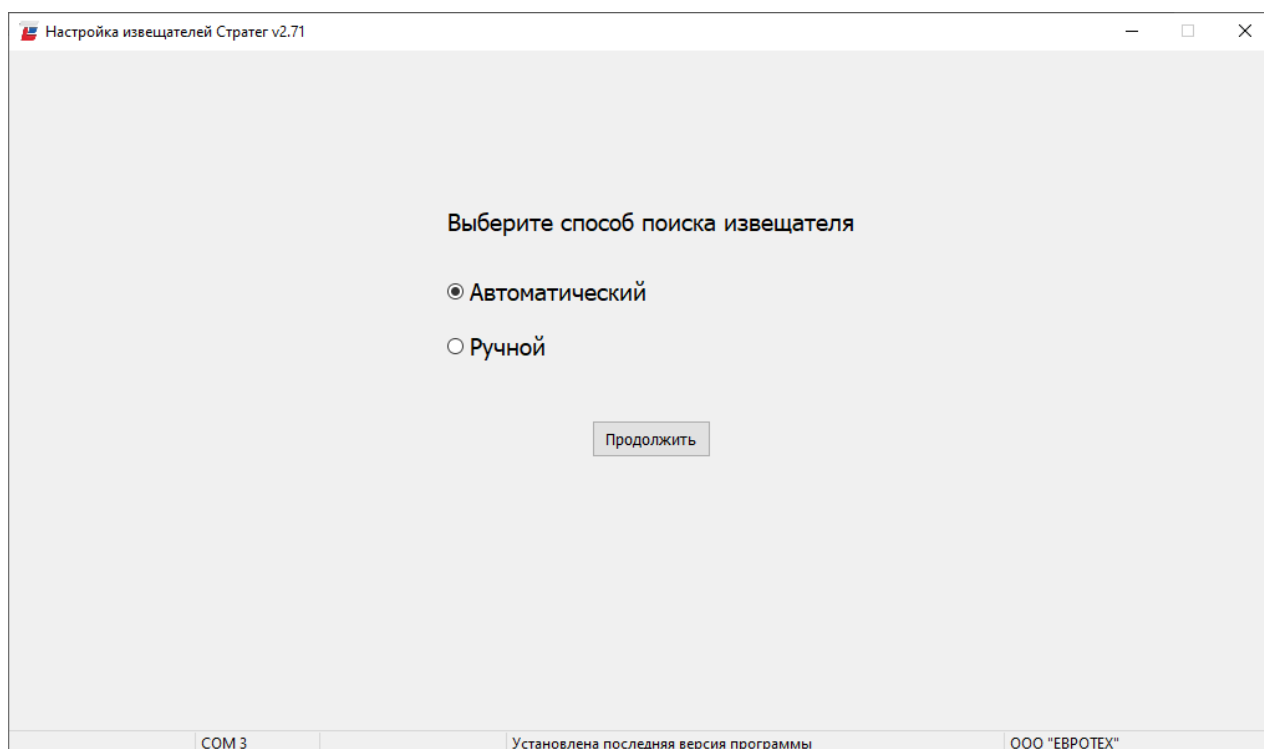 Настройка извещателей Стратег v2.71
Выберите способ поиска извещателя
Автоматический
Ручной
Продолжить
COM 3
Установлена последняя версия программы
ООО "ЕВРОТЕХ"